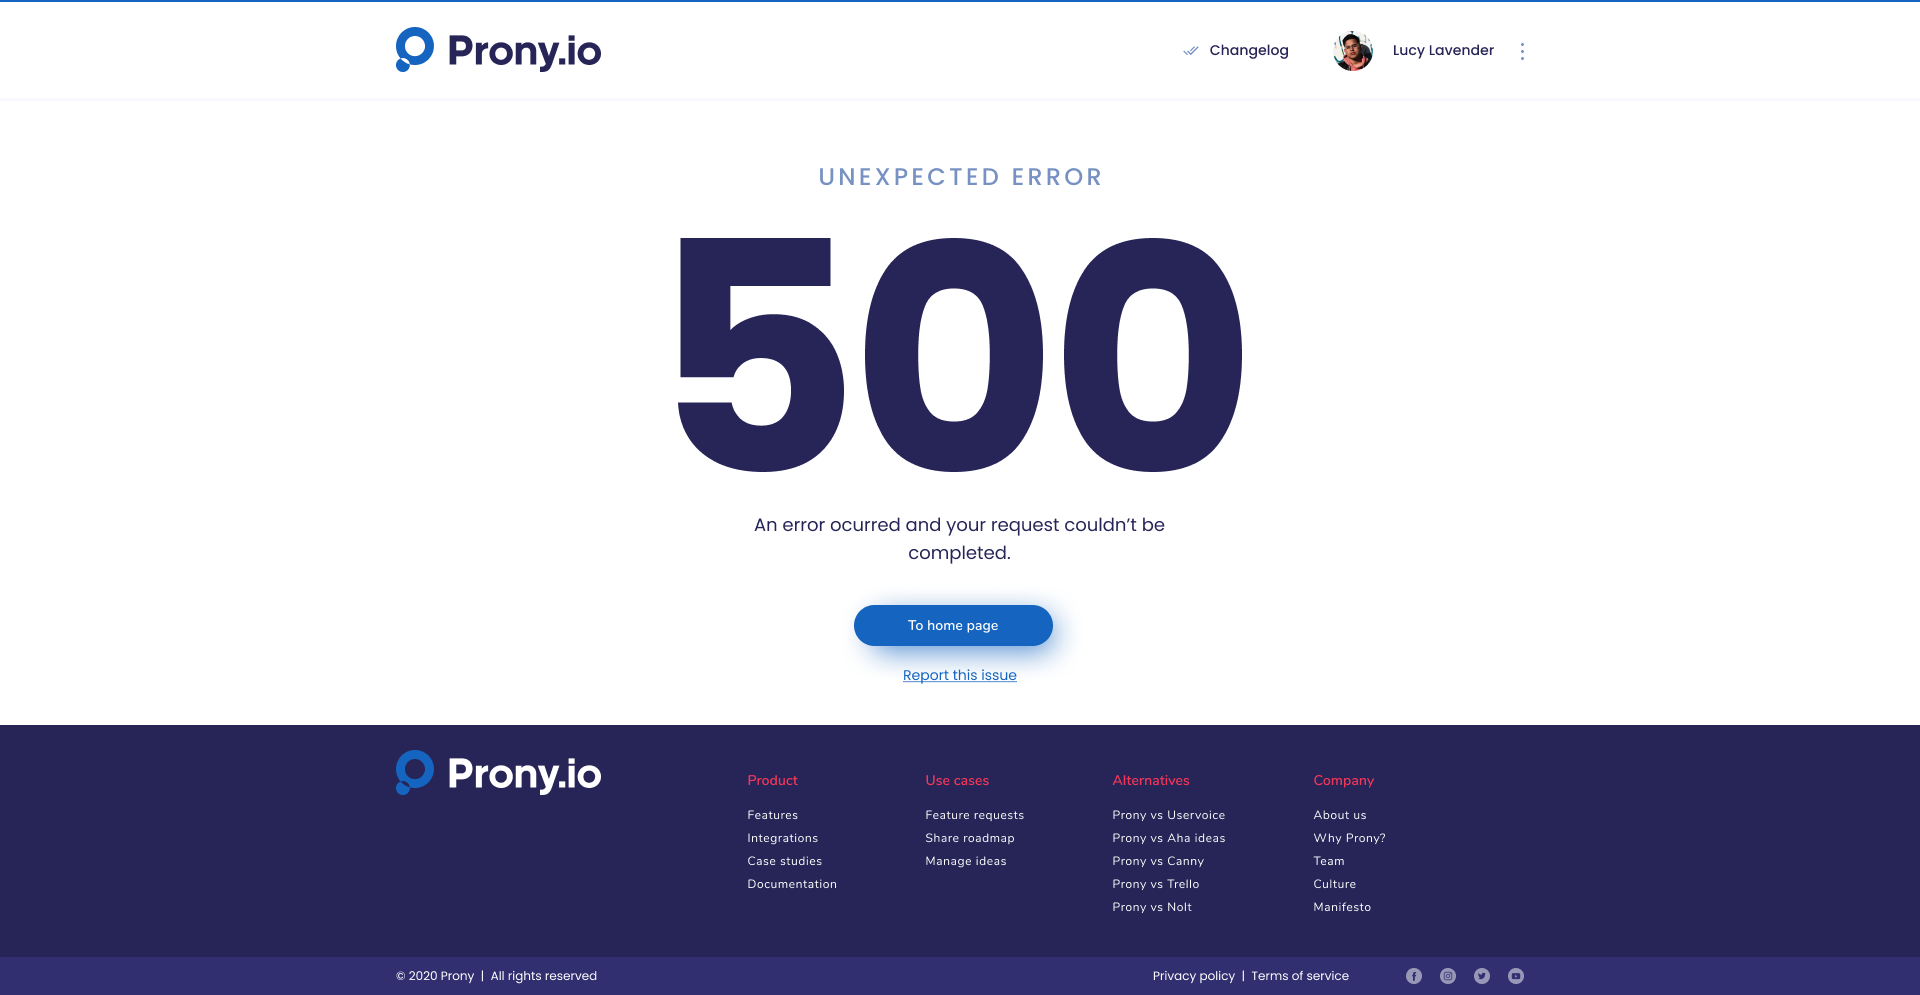 Prony.io
Changelog
Lucy Lavender
UNEXPECTED ERROR
500
An error ocurred and your request couldn’t be
completed.
To home page
Report this issue
Prony.io
Product
Features
Integrations
Case studies
Documentation
Use cases
Feature requests
Share roadmap
Manage ideas
Alternatives
Prony vs Uservoice
Prony vs Aha ideas
Prony vs Canny
Prony vs Trello
Prony vs Nolt
Company
About us
Why Prony?
Team
Culture
Manifesto
© 2020 Prony | All rights reserved
Privacy policy | Terms of service